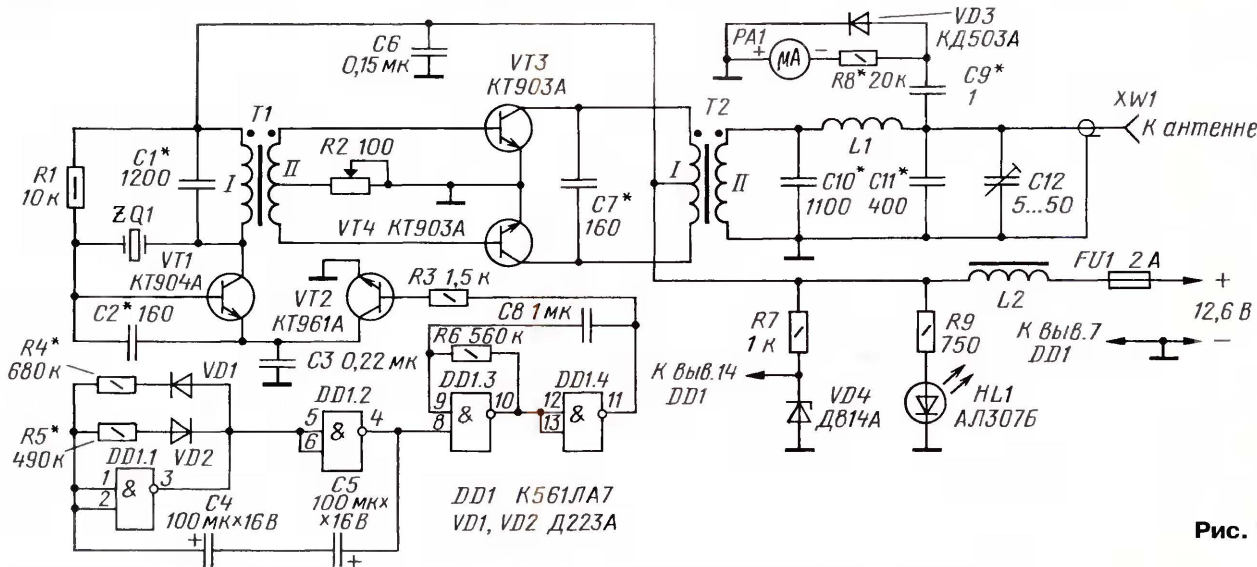 VD3
КД503А
C6
0,15 мк
PA1
+
МА
−
R8* 20 к
C9*
1
VT3
КТ903А
T1
T2
XW1
К антенне
R1
10 к
C1*
1200
I
II
R2 100
C7*
160
I
II
L1
C10*
1100
C11*
400
C12
5...50
ZQ1
VT4 КТ903А
VT1
КТ904А
VT2
КТ961А
R3 1,5 к
C8 1 мк
L2
FU1 2 А
+
12,6 В
−
C2* 160
R6 560 к
R7
1 к
R9
750
К выв.7
DD1
R4*
680 к
VD1
C3 0,22 мк
DD1.3
DD1.4
К выв.14
DD1
VD4
Д814А
HL1
АЛ307Б
R5*
490 к
VD2
DD1.2
5
6
&
4
9
8
&
10
12
13
&
11
DD1.1
1
2
&
3
C4
100 мк×16 В
+
C5
100 мк×
×16 В
+
DD1 К561ЛА7
VD1, VD2 Д223А
Рис.